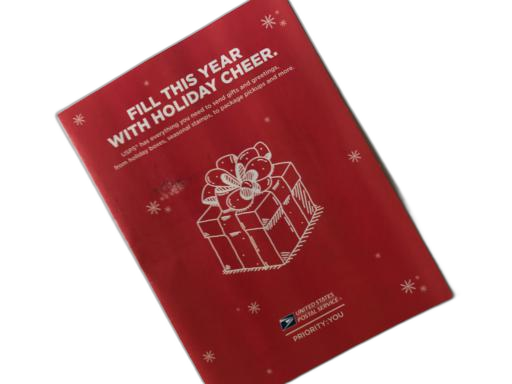 FILL THIS YEAR
WITH HOLIDAY CHEER.
USPS® has everything you need to send gifts and greetings,
from holiday boxes, seasonal stamps, to package pickups and more.
UNITED STATES
POSTAL SERVICE®
PRIORITY:YOU